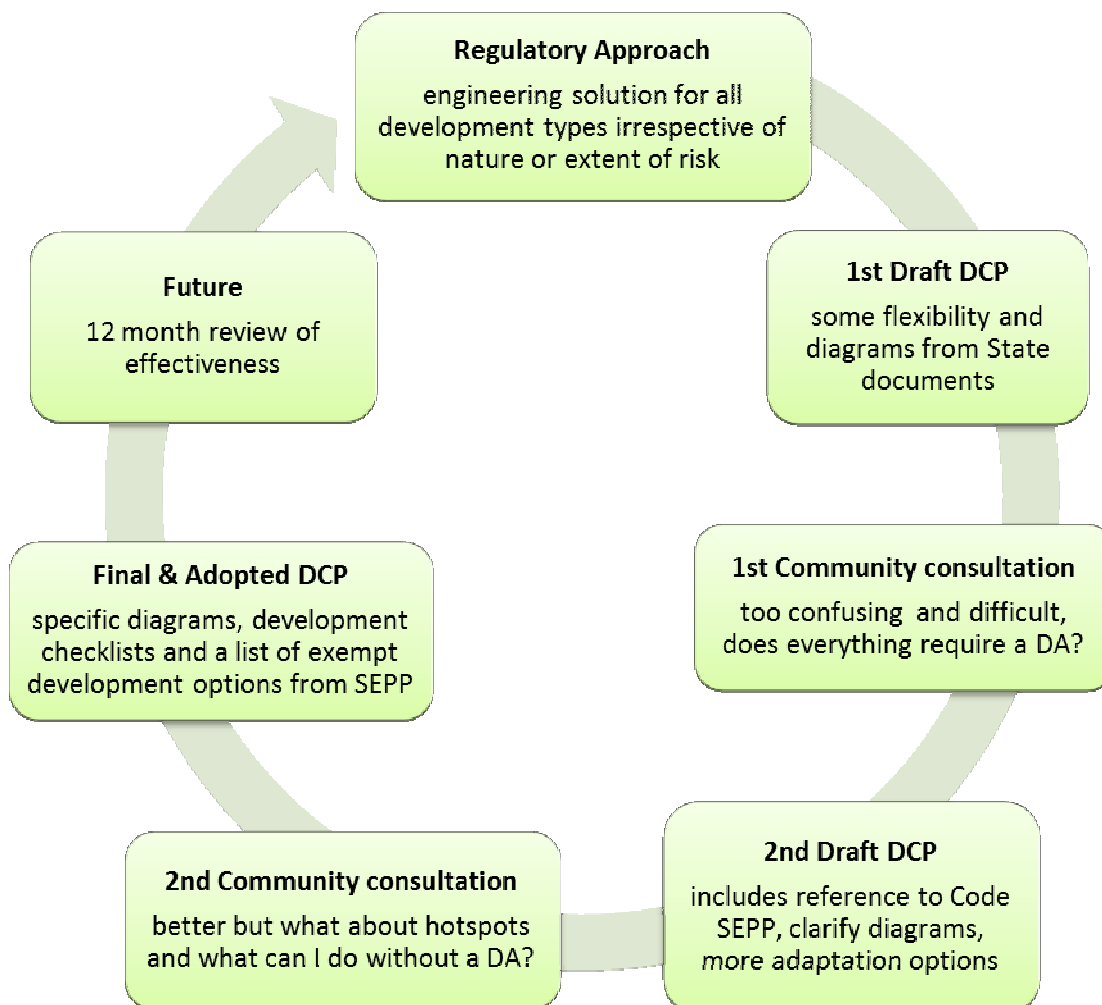 Regulatory Approach
engineering solution for all
development types irrespective of
nature or extent of risk
1st Draft DCP
some flexibility and
diagrams from State
documents
1st Community consultation
too confusing and difficult,
does everything require a DA?
2nd Draft DCP
includes reference to Code
SEPP, clarify diagrams,
more adaptation options
2nd Community consultation
better but what about hotspots
and what can I do without a DA?
Final & Adopted DCP
specific diagrams, development
checklists and a list of exempt
development options from SEPP
Future
12 month review of
effectiveness